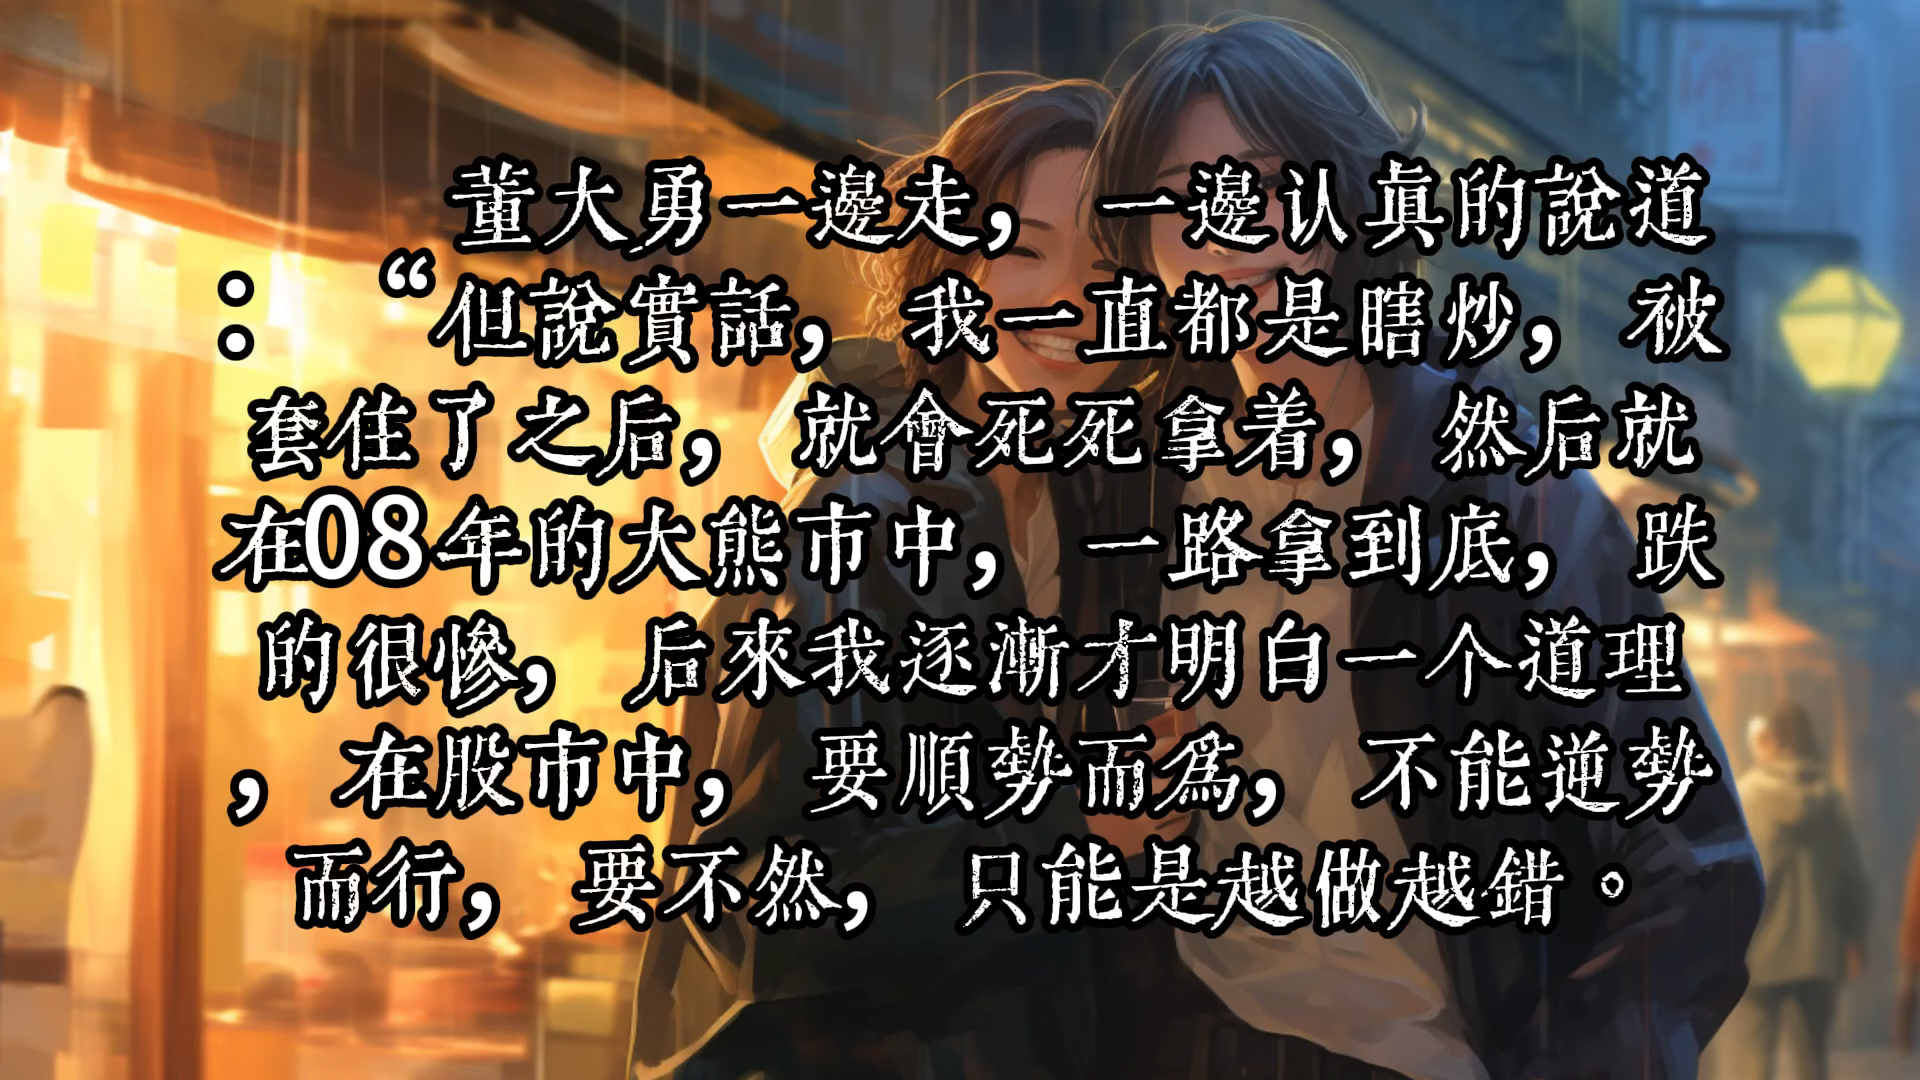 董大勇一邊走，一邊认真的說道
：“但說實話，我一直都是瞎炒，被
套住了之后，就會死死拿着，然后就
在08年的大熊市中，一路拿到底，跌
的很慘，后來我逐漸才明白一个道理
，在股市中，要順勢而為，不能逆勢
而行，要不然，只能是越做越錯。